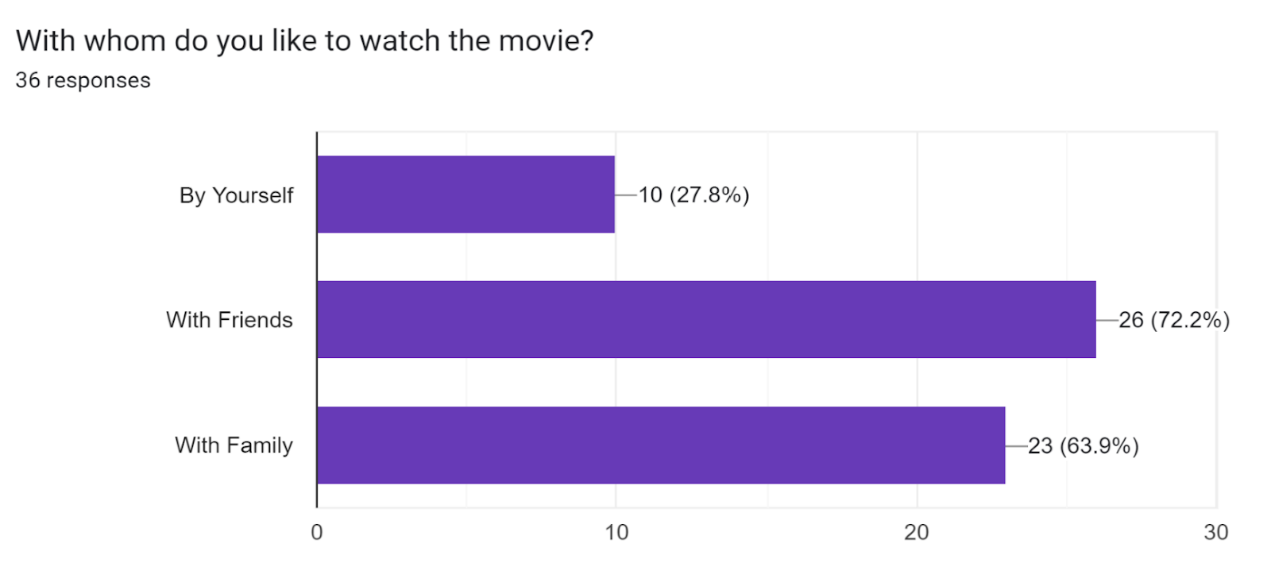 With whom do you like to watch the movie?
36 responses
By Yourself
10 (27.8%)
With Friends
26 (72.2%)
With Family
23 (63.9%)
0 10 20 30